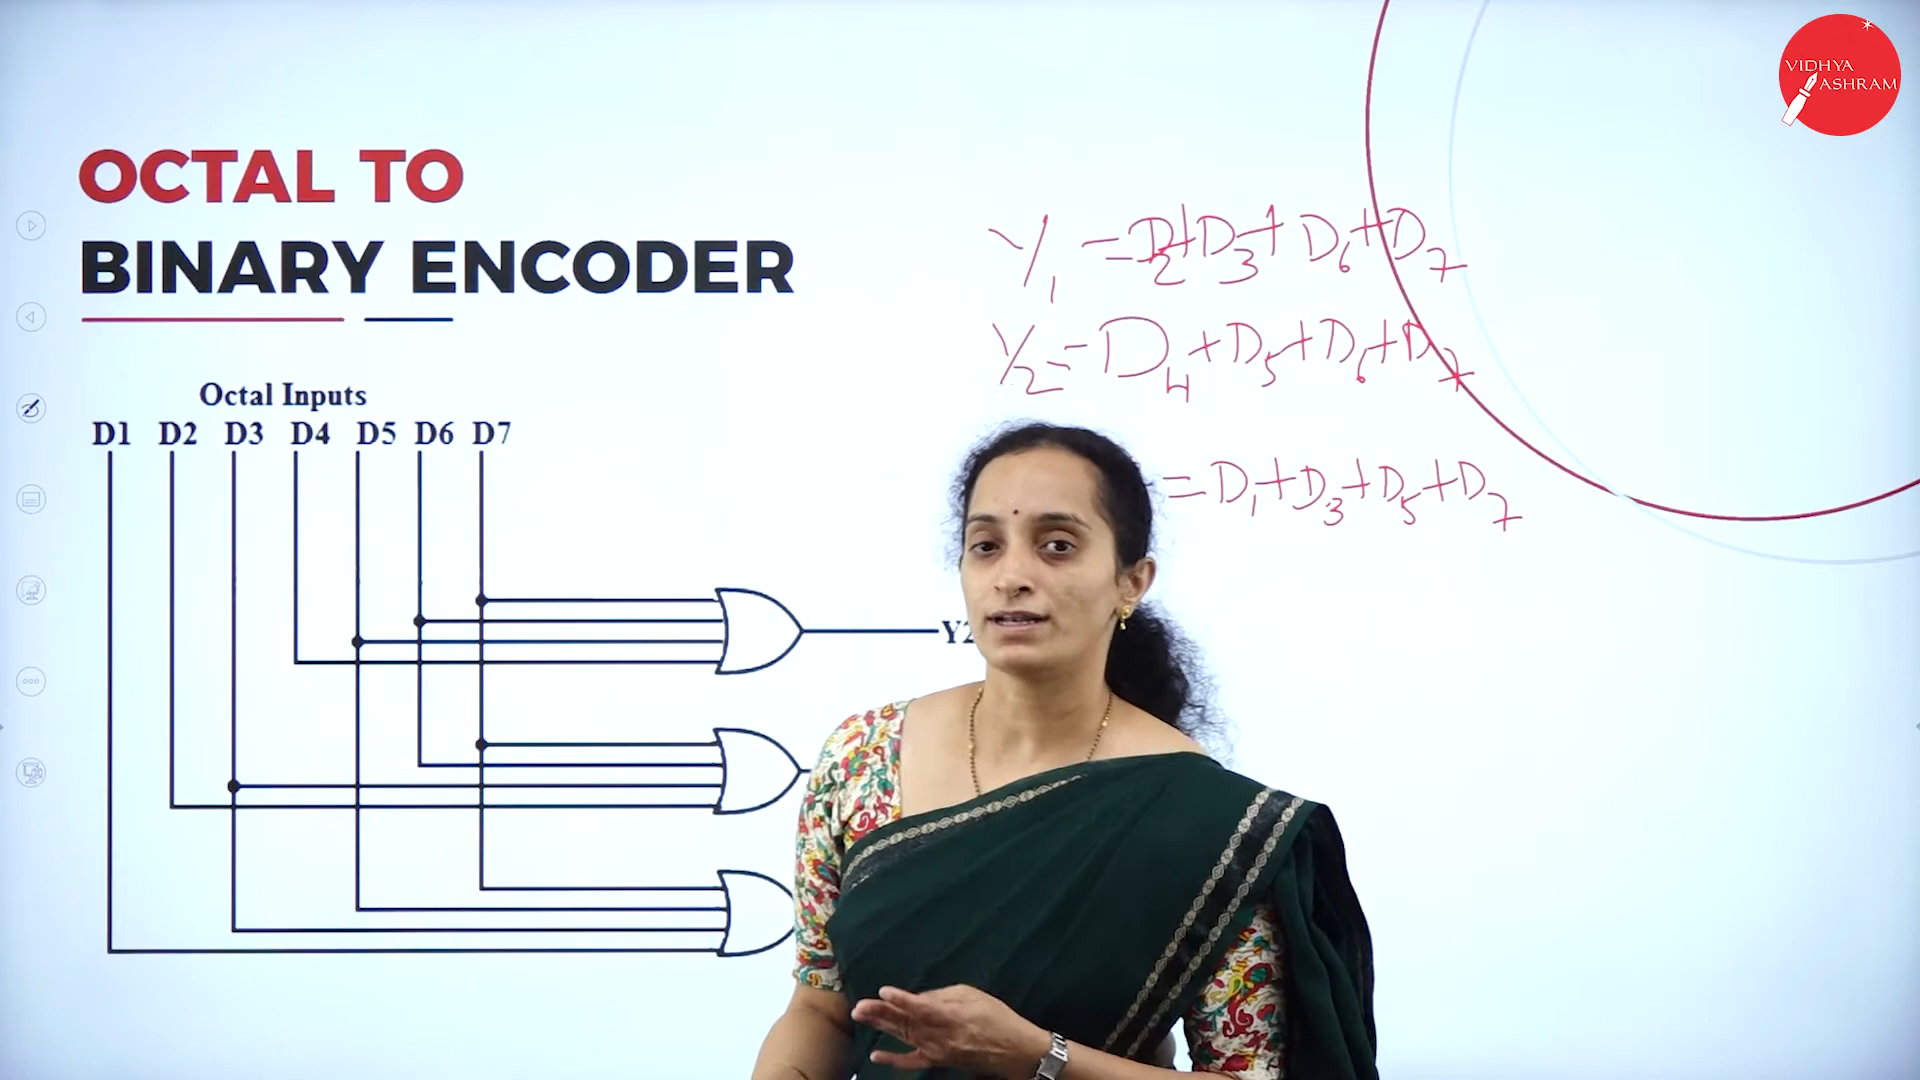 VIDHYA
ASHRAM
OCTAL TO
BINARY ENCODER
Y1 = D2+D3+D6+D7
Y2 = D4+D5+D6+D7
= D1+D3+D5+D7
Octal Inputs
D1 D2 D3 D4 D5 D6 D7
Y2